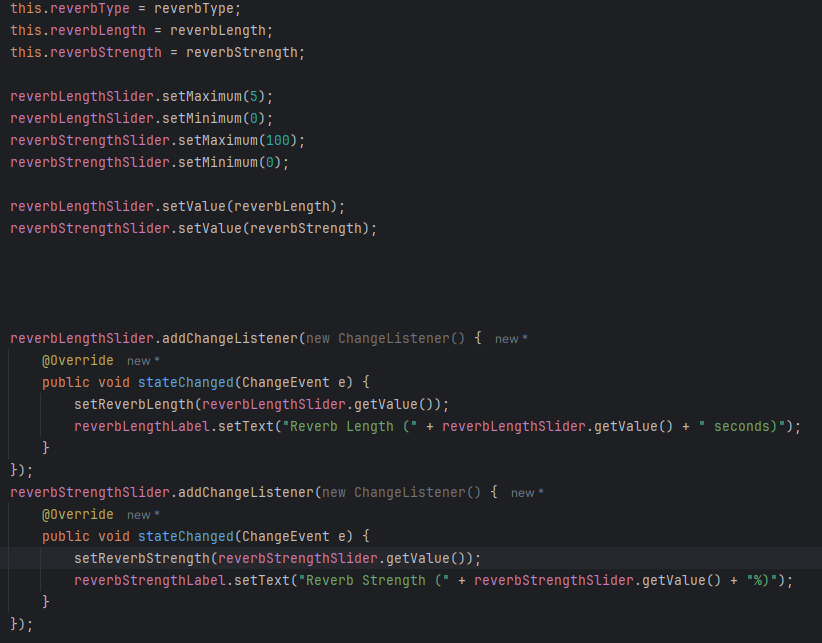 this.reverbType = reverbType;
this.reverbLength = reverbLength;
this.reverbStrength = reverbStrength;
reverbLengthSlider.setMaximum(5);
reverbLengthSlider.setMinimum(0);
reverbStrengthSlider.setMaximum(100);
reverbStrengthSlider.setMinimum(0);
reverbLengthSlider.setValue(reverbLength);
reverbStrengthSlider.setValue(reverbStrength);
reverbLengthSlider.addChangeListener(new ChangeListener() { new *
@Override new *
public void stateChanged(ChangeEvent e) {
setReverbLength(reverbLengthSlider.getValue());
reverbLengthLabel.setText("Reverb Length (" + reverbLengthSlider.getValue() + " seconds)");
}
});
reverbStrengthSlider.addChangeListener(new ChangeListener() { new *
@Override new *
public void stateChanged(ChangeEvent e) {
setReverbStrength(reverbStrengthSlider.getValue());
reverbStrengthLabel.setText("Reverb Strength (" + reverbStrengthSlider.getValue() + "%)");
}
});